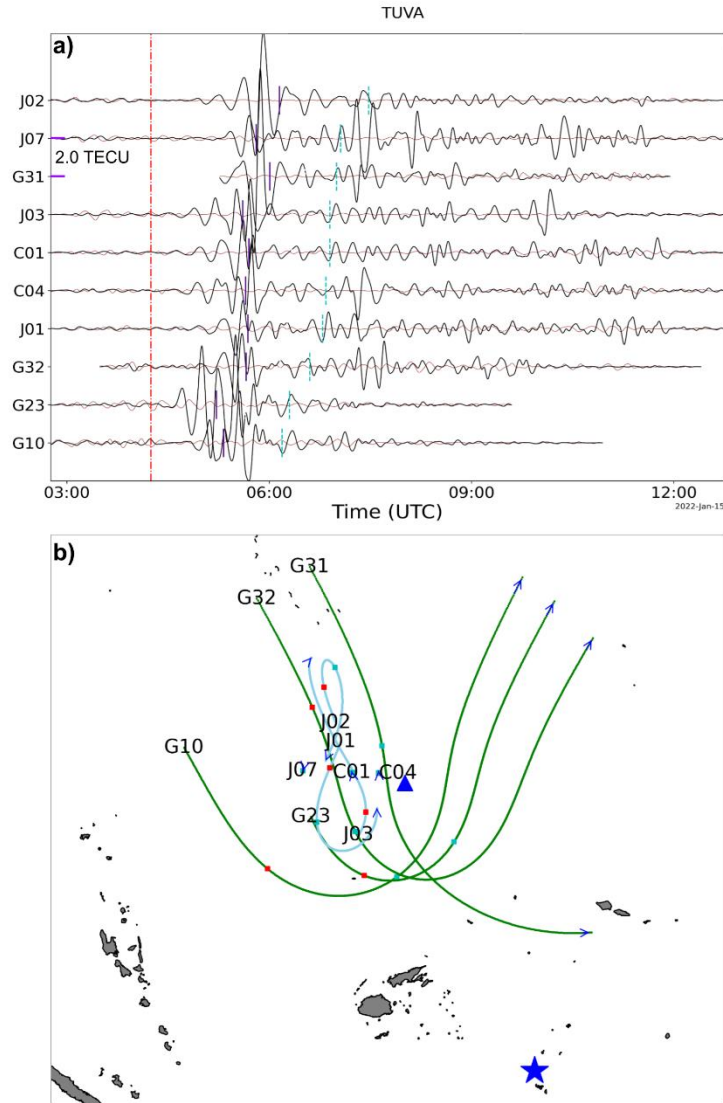 TUVA
a)
J02
J07
2.0 TECU
G31
J03
C01
C04
J01
G32
G23
G10
03:00 06:00 09:00 12:00
Time (UTC)
2022-Jan-15
b)
G31
G32
J02
J01
G10
J07 C01 C04
G23
J03